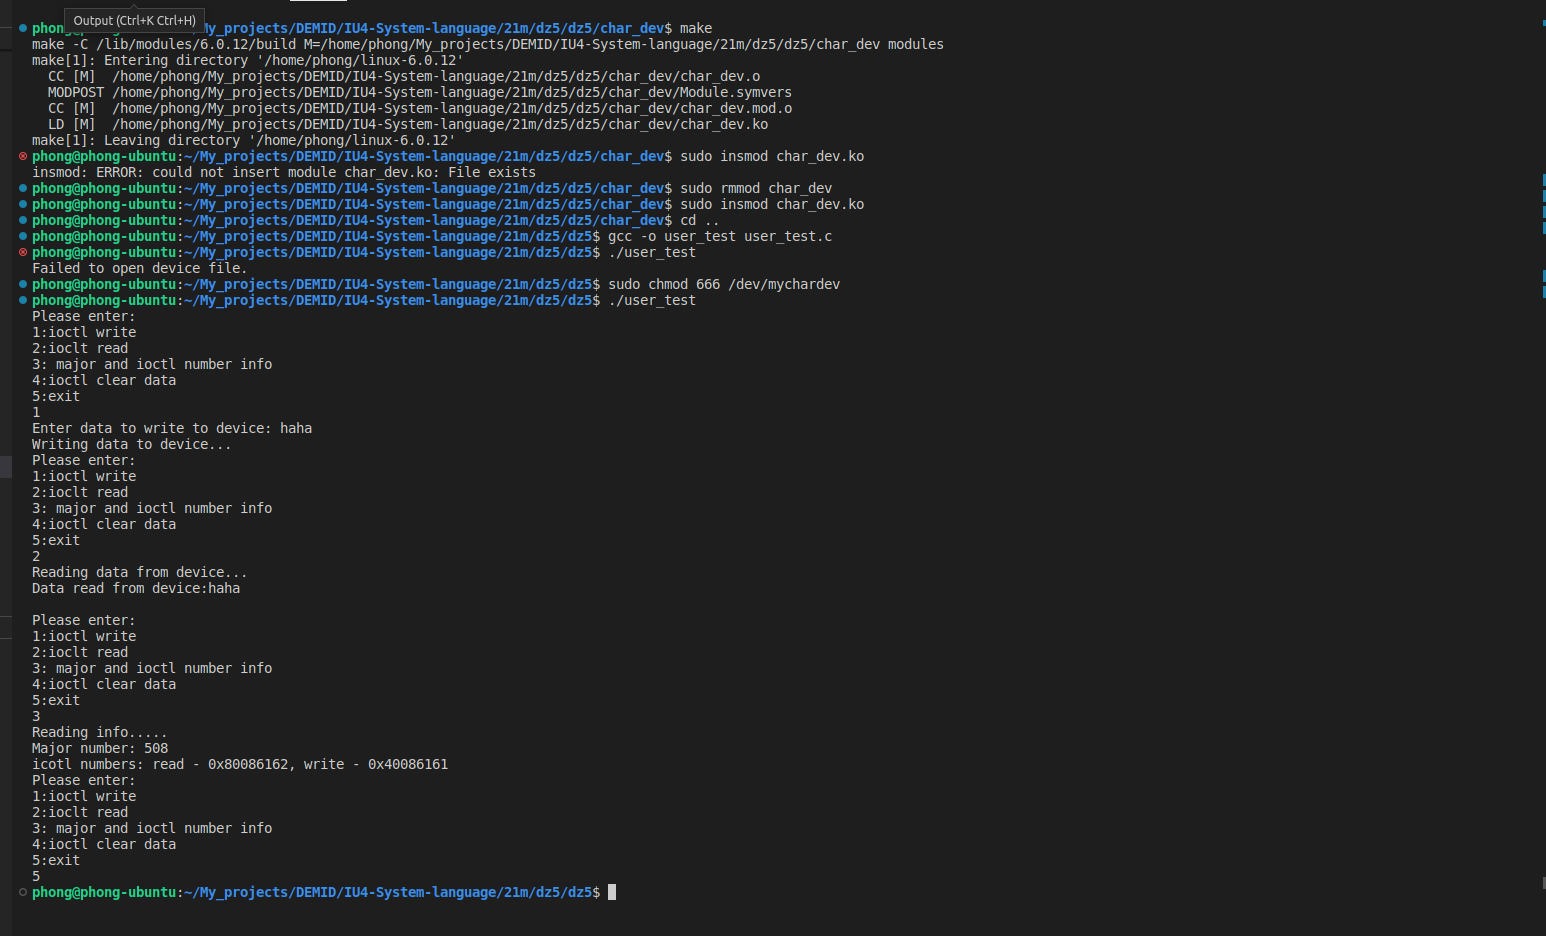 Output (Ctrl+K Ctrl+H)
phong /My_projects/DEMID/IU4-System-language/21m/dz5/dz5/char_dev$ make
make -C /lib/modules/6.0.12/build M=/home/phong/My_projects/DEMID/IU4-System-language/21m/dz5/dz5/char_dev modules
make[1]: Entering directory '/home/phong/linux-6.0.12'
  CC [M]  /home/phong/My_projects/DEMID/IU4-System-language/21m/dz5/dz5/char_dev/char_dev.o
  MODPOST /home/phong/My_projects/DEMID/IU4-System-language/21m/dz5/dz5/char_dev/Module.symvers
  CC [M]  /home/phong/My_projects/DEMID/IU4-System-language/21m/dz5/dz5/char_dev/char_dev.mod.o
  LD [M]  /home/phong/My_projects/DEMID/IU4-System-language/21m/dz5/dz5/char_dev/char_dev.ko
make[1]: Leaving directory '/home/phong/linux-6.0.12'
phong@phong-ubuntu:~/My_projects/DEMID/IU4-System-language/21m/dz5/dz5/char_dev$ sudo insmod char_dev.ko
insmod: ERROR: could not insert module char_dev.ko: File exists
phong@phong-ubuntu:~/My_projects/DEMID/IU4-System-language/21m/dz5/dz5/char_dev$ sudo rmmod char_dev
phong@phong-ubuntu:~/My_projects/DEMID/IU4-System-language/21m/dz5/dz5/char_dev$ sudo insmod char_dev.ko
phong@phong-ubuntu:~/My_projects/DEMID/IU4-System-language/21m/dz5/dz5/char_dev$ cd ..
phong@phong-ubuntu:~/My_projects/DEMID/IU4-System-language/21m/dz5/dz5$ gcc -o user_test user_test.c
phong@phong-ubuntu:~/My_projects/DEMID/IU4-System-language/21m/dz5/dz5$ ./user_test
Failed to open device file.
phong@phong-ubuntu:~/My_projects/DEMID/IU4-System-language/21m/dz5/dz5$ sudo chmod 666 /dev/mychardev
phong@phong-ubuntu:~/My_projects/DEMID/IU4-System-language/21m/dz5/dz5$ ./user_test
Please enter:
1:ioctl write
2:ioclt read
3: major and ioctl number info
4:ioctl clear data
5:exit
1
Enter data to write to device: haha
Writing data to device...
Please enter:
1:ioctl write
2:ioclt read
3: major and ioctl number info
4:ioctl clear data
5:exit
2
Reading data from device...
Data read from device:haha

Please enter:
1:ioctl write
2:ioclt read
3: major and ioctl number info
4:ioctl clear data
5:exit
3
Reading info.....
Major number: 508
icotl numbers: read - 0x80086162, write - 0x40086161
Please enter:
1:ioctl write
2:ioclt read
3: major and ioctl number info
4:ioctl clear data
5:exit
5
phong@phong-ubuntu:~/My_projects/DEMID/IU4-System-language/21m/dz5/dz5$